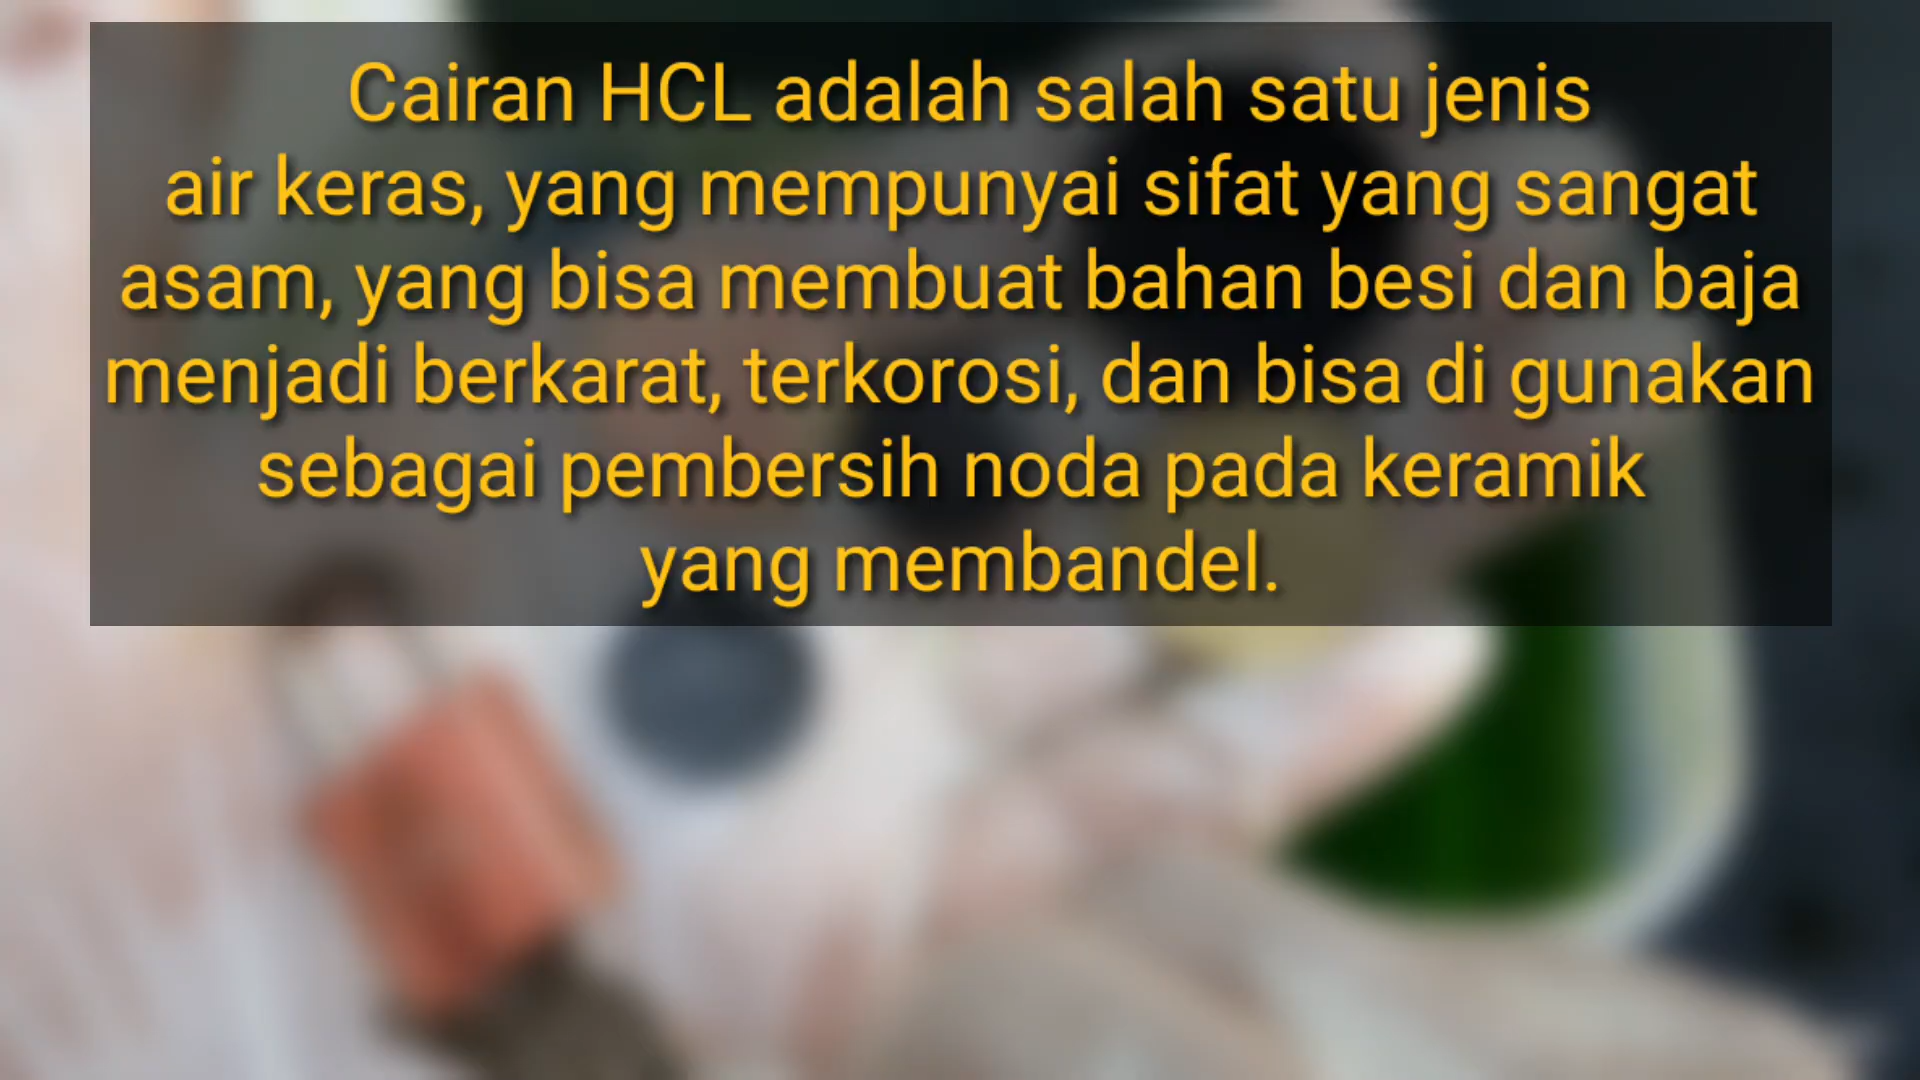 Cairan HCL adalah salah satu jenis
air keras, yang mempunyai sifat yang sangat
asam, yang bisa membuat bahan besi dan baja
menjadi berkarat, terkorosi, dan bisa di gunakan
sebagai pembersih noda pada keramik
yang membandel.